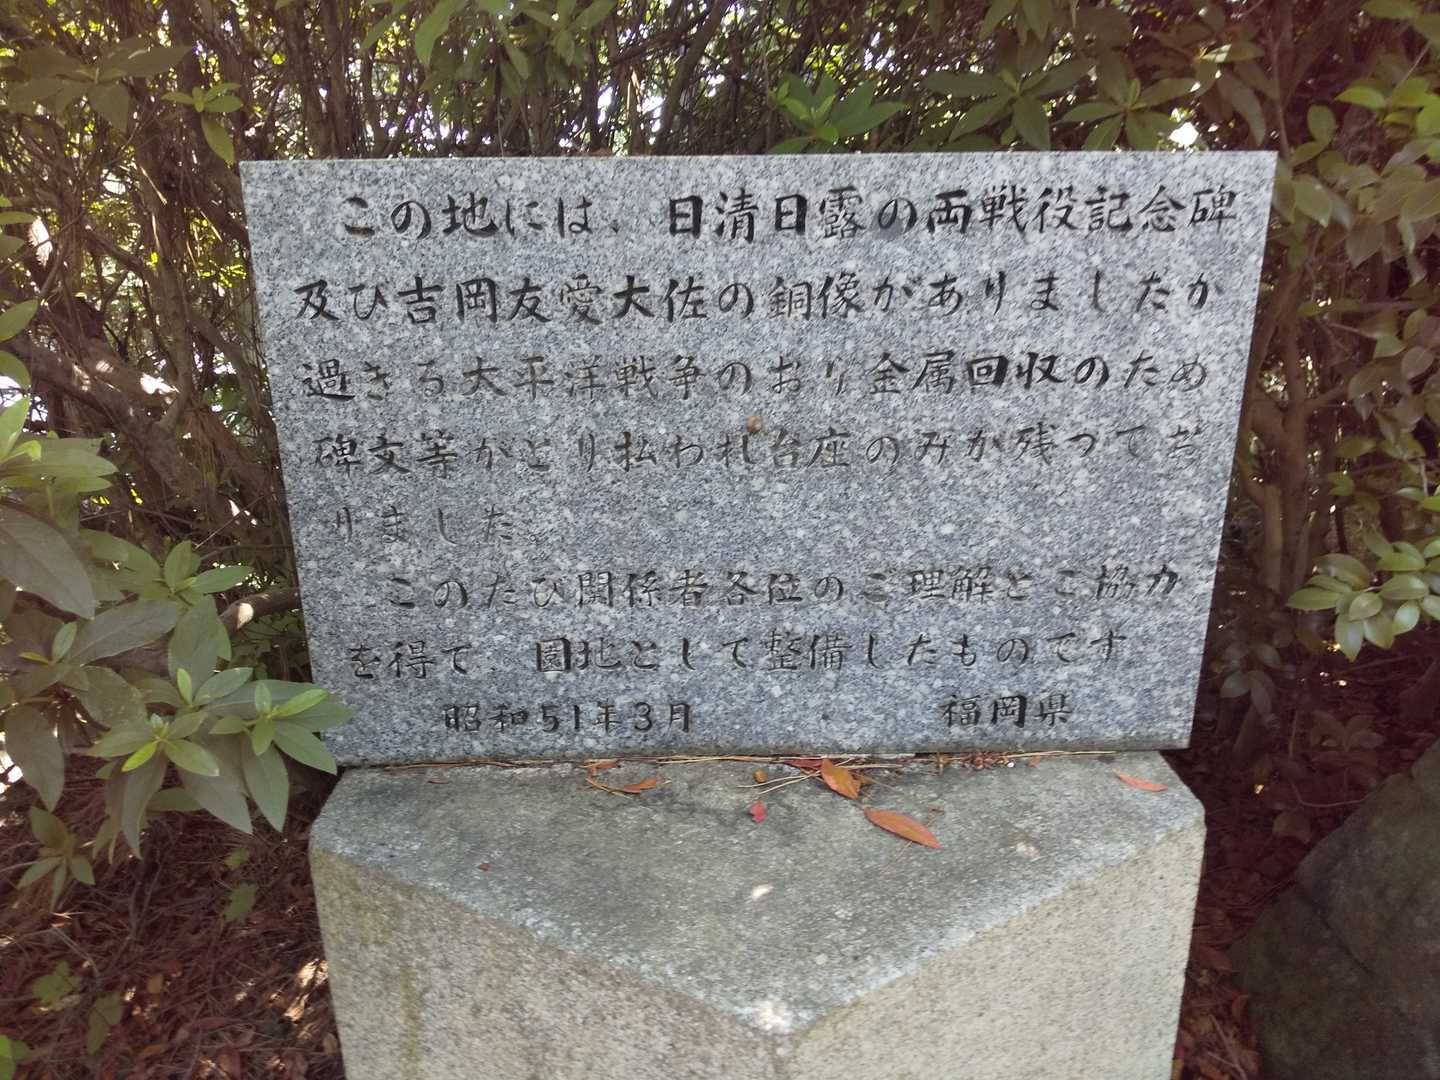 この地には、日清日露の両戦役記念碑
及び吉岡友愛大佐の銅像がありましたか
過きる太平洋戦争のおり金属回収のため
碑文等がとり払われ台座のみが残ってお
りました。
このたび関係者各位のご理解とご協力
を得て、園地として整備したものです
昭和51年3月 福岡県